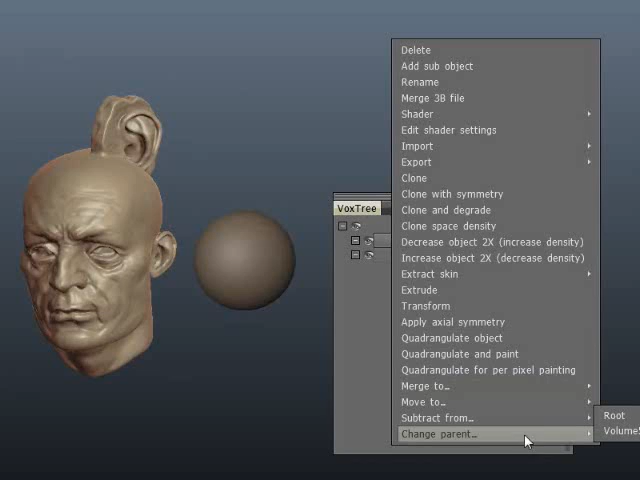 Delete
Add sub object
Rename
Merge 3B file
Shader
Edit shader settings
Import
Export
Clone
Clone with symmetry
Clone and degrade
Clone space density
Decrease object 2X (increase density)
Increase object 2X (decrease density)
Extract skin
Extrude
Transform
Apply axial symmetry
Quadrangulate object
Quadrangulate and paint
Quadrangulate for per pixel painting
Merge to...
Move to...
Subtract from...
Change parent...
VoxTree
Root